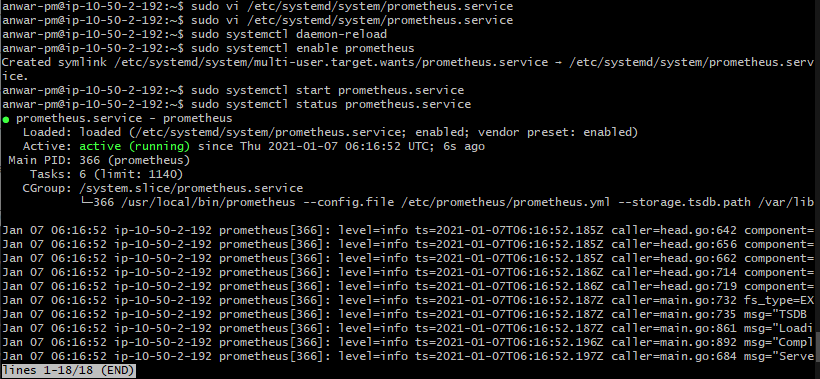 anwar-pm@ip-10-50-2-192:~$ sudo vi /etc/systemd/system/prometheus.service
anwar-pm@ip-10-50-2-192:~$ sudo vi /etc/systemd/system/prometheus.service
anwar-pm@ip-10-50-2-192:~$ sudo systemctl daemon-reload
anwar-pm@ip-10-50-2-192:~$ sudo systemctl enable prometheus
Created symlink /etc/systemd/system/multi-user.target.wants/prometheus.service → /etc/systemd/system/prometheus.serv
ice.
anwar-pm@ip-10-50-2-192:~$ sudo systemctl start prometheus.service
anwar-pm@ip-10-50-2-192:~$ sudo systemctl status prometheus.service
● prometheus.service - prometheus
   Loaded: loaded (/etc/systemd/system/prometheus.service; enabled; vendor preset: enabled)
   Active: active (running) since Thu 2021-01-07 06:16:52 UTC; 6s ago
 Main PID: 366 (prometheus)
    Tasks: 6 (limit: 1140)
   CGroup: /system.slice/prometheus.service
           └─366 /usr/local/bin/prometheus --config.file /etc/prometheus/prometheus.yml --storage.tsdb.path /var/lib
Jan 07 06:16:52 ip-10-50-2-192 prometheus[366]: level=info ts=2021-01-07T06:16:52.185Z caller=head.go:642 component=
Jan 07 06:16:52 ip-10-50-2-192 prometheus[366]: level=info ts=2021-01-07T06:16:52.185Z caller=head.go:656 component=
Jan 07 06:16:52 ip-10-50-2-192 prometheus[366]: level=info ts=2021-01-07T06:16:52.185Z caller=head.go:662 component=
Jan 07 06:16:52 ip-10-50-2-192 prometheus[366]: level=info ts=2021-01-07T06:16:52.186Z caller=head.go:714 component=
Jan 07 06:16:52 ip-10-50-2-192 prometheus[366]: level=info ts=2021-01-07T06:16:52.186Z caller=head.go:719 component=
Jan 07 06:16:52 ip-10-50-2-192 prometheus[366]: level=info ts=2021-01-07T06:16:52.187Z caller=main.go:732 fs_type=EX
Jan 07 06:16:52 ip-10-50-2-192 prometheus[366]: level=info ts=2021-01-07T06:16:52.187Z caller=main.go:735 msg="TSDB
Jan 07 06:16:52 ip-10-50-2-192 prometheus[366]: level=info ts=2021-01-07T06:16:52.187Z caller=main.go:861 msg="Loadi
Jan 07 06:16:52 ip-10-50-2-192 prometheus[366]: level=info ts=2021-01-07T06:16:52.196Z caller=main.go:892 msg="Compl
Jan 07 06:16:52 ip-10-50-2-192 prometheus[366]: level=info ts=2021-01-07T06:16:52.197Z caller=main.go:684 msg="Serve
lines 1-18/18 (END)